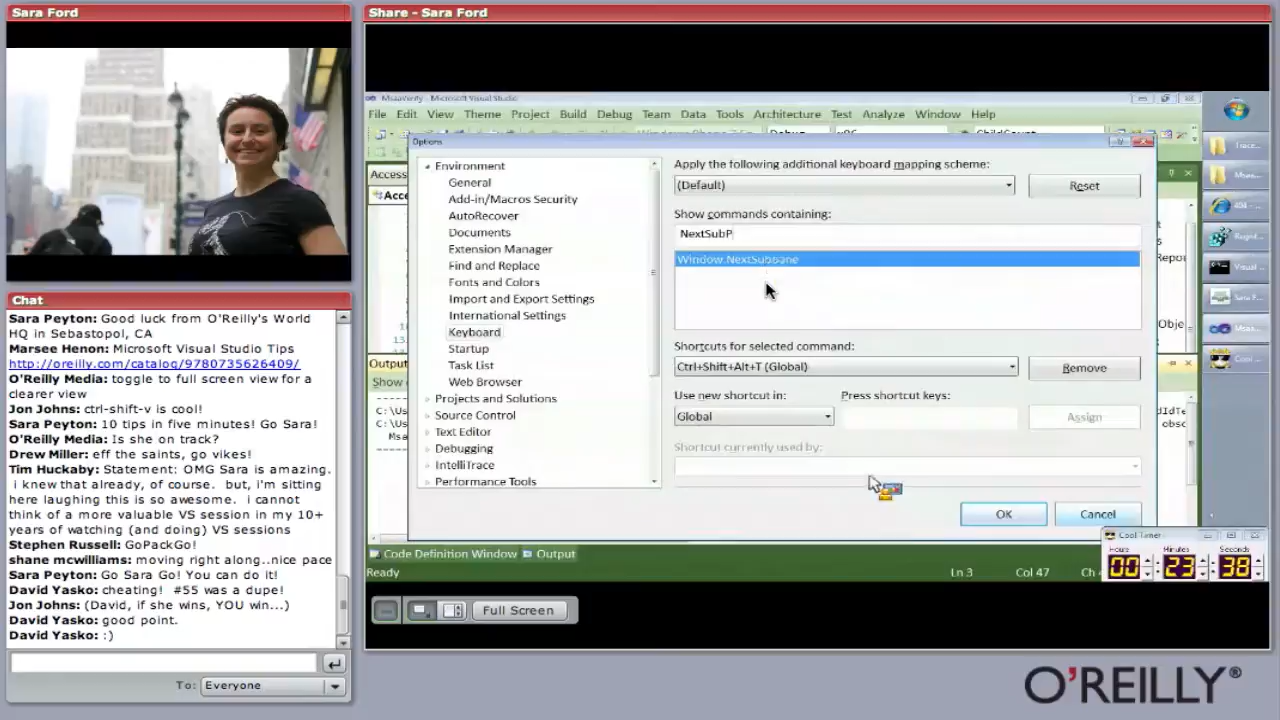 Sara Ford
Share - Sara Ford
MsaaVerify - Microsoft Visual Studio
File Edit View Theme Project Build Debug Team Data Tools Architecture Test Analyze Window Help
Debug x86 ChildCount
Options
Environment
General
Add-in/Macros Security
AutoRecover
Documents
Extension Manager
Find and Replace
Fonts and Colors
Import and Export Settings
International Settings
Keyboard
Startup
Task List
Web Browser
Projects and Solutions
Source Control
Text Editor
Debugging
IntelliTrace
Performance Tools
Apply the following additional keyboard mapping scheme:
(Default)
Reset
Show commands containing:
NextSubP
Window.NextSubpane
Shortcuts for selected command:
Ctrl+Shift+Alt+T (Global)
Remove
Use new shortcut in:
Press shortcut keys:
Global
Assign
Shortcut currently used by:
OK
Cancel
Output
Show
Code Definition Window Output
Ready
Ln 3
Col 47
Cool Timer
Hours Minutes Seconds
00 : 23 : 38
Full Screen
Chat
Sara Peyton: Good luck from O'Reilly's World
HQ in Sebastopol, CA
Marsee Henon: Microsoft Visual Studio Tips
http://oreilly.com/catalog/9780735626409/
O'Reilly Media: toggle to full screen view for a
clearer view
Jon Johns: ctrl-shift-v is cool!
Sara Peyton: 10 tips in five minutes! Go Sara!
O'Reilly Media: Is she on track?
Drew Miller: eff the saints, go vikes!
Tim Huckaby: Statement: OMG Sara is amazing.
i knew that already, of course. but, i'm sitting
here laughing this is so awesome. i cannot
think of a more valuable VS session in my 10+
years of watching (and doing) VS sessions
Stephen Russell: GoPackGo!
shane mcwilliams: moving right along..nice pace
Sara Peyton: Go Sara Go! You can do it!
David Yasko: cheating! #55 was a dupe!
Jon Johns: (David, if she wins, YOU win...)
David Yasko: good point.
David Yasko: :)
To: Everyone
O'REILLY®